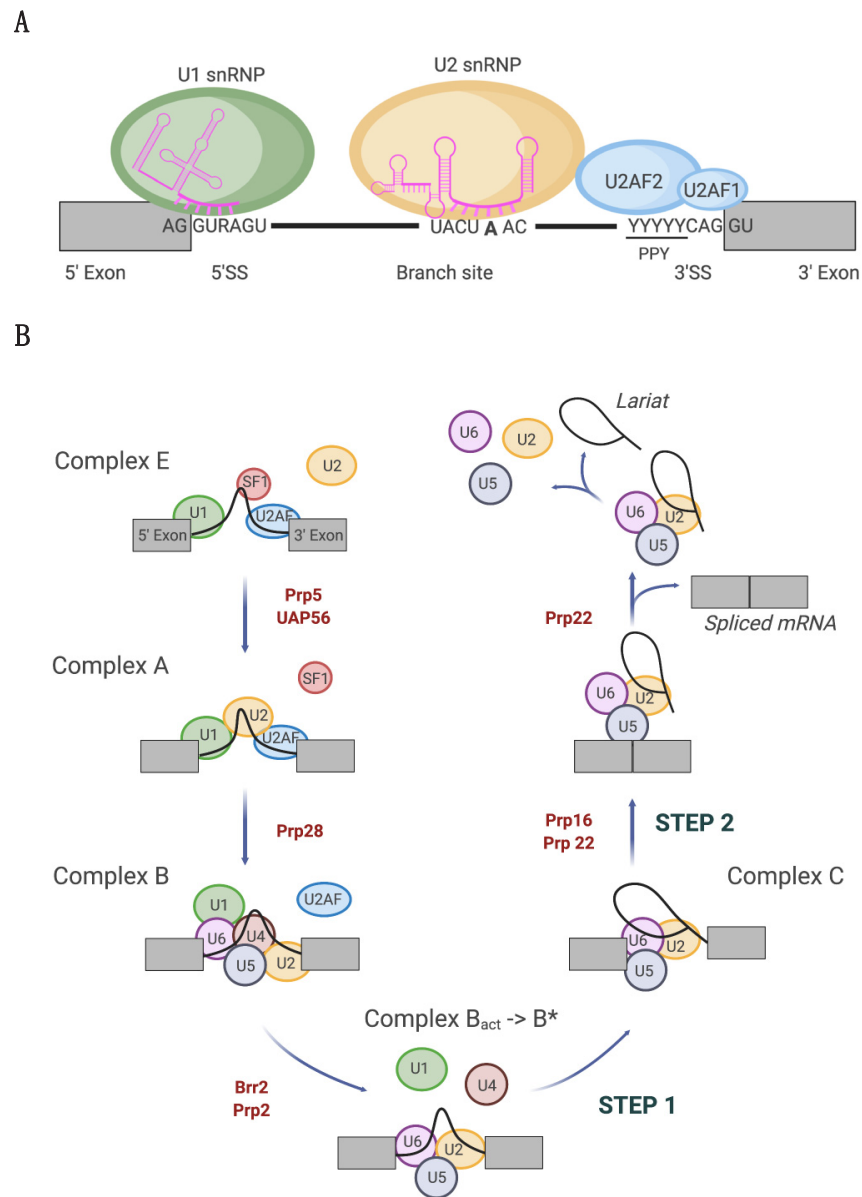 A
U1 snRNP
U2 snRNP
U2AF2
U2AF1
AG GURAGU
UACU A AC
YYYYYCAG GU
PPY
5' Exon
5'SS
Branch site
3'SS
3' Exon
B
Complex E
SF1
U2
U1
U2AF
5' Exon
3' Exon
Prp5
UAP56
Complex A
SF1
U2
U1
U2AF
Prp28
Complex B
U1
U2AF
U6
U4
U5
U2
Brr2
Prp2
Complex Bact -> B*
U1
U4
U6
U2
U5
STEP 1
Complex C
U6
U2
U5
Prp16
Prp 22
STEP 2
U6
U2
U5
Prp22
Spliced mRNA
U6
U2
U5
Lariat
U6
U2
U5